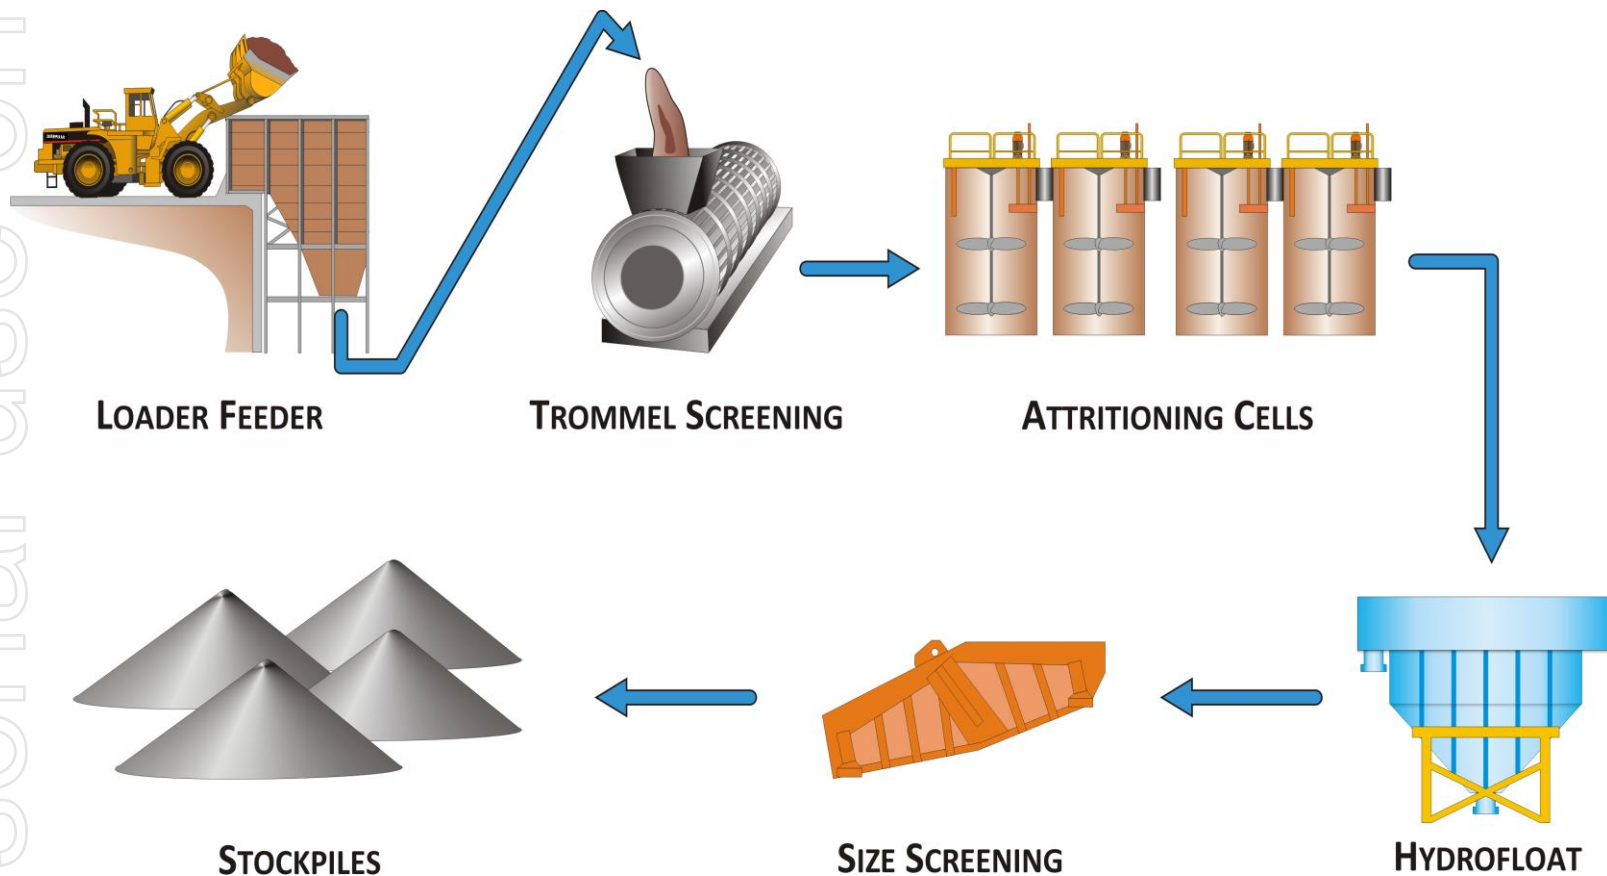 LOADER FEEDER
TROMMEL SCREENING
ATTRITIONING CELLS
STOCKPILES
SIZE SCREENING
HYDROFLOAT